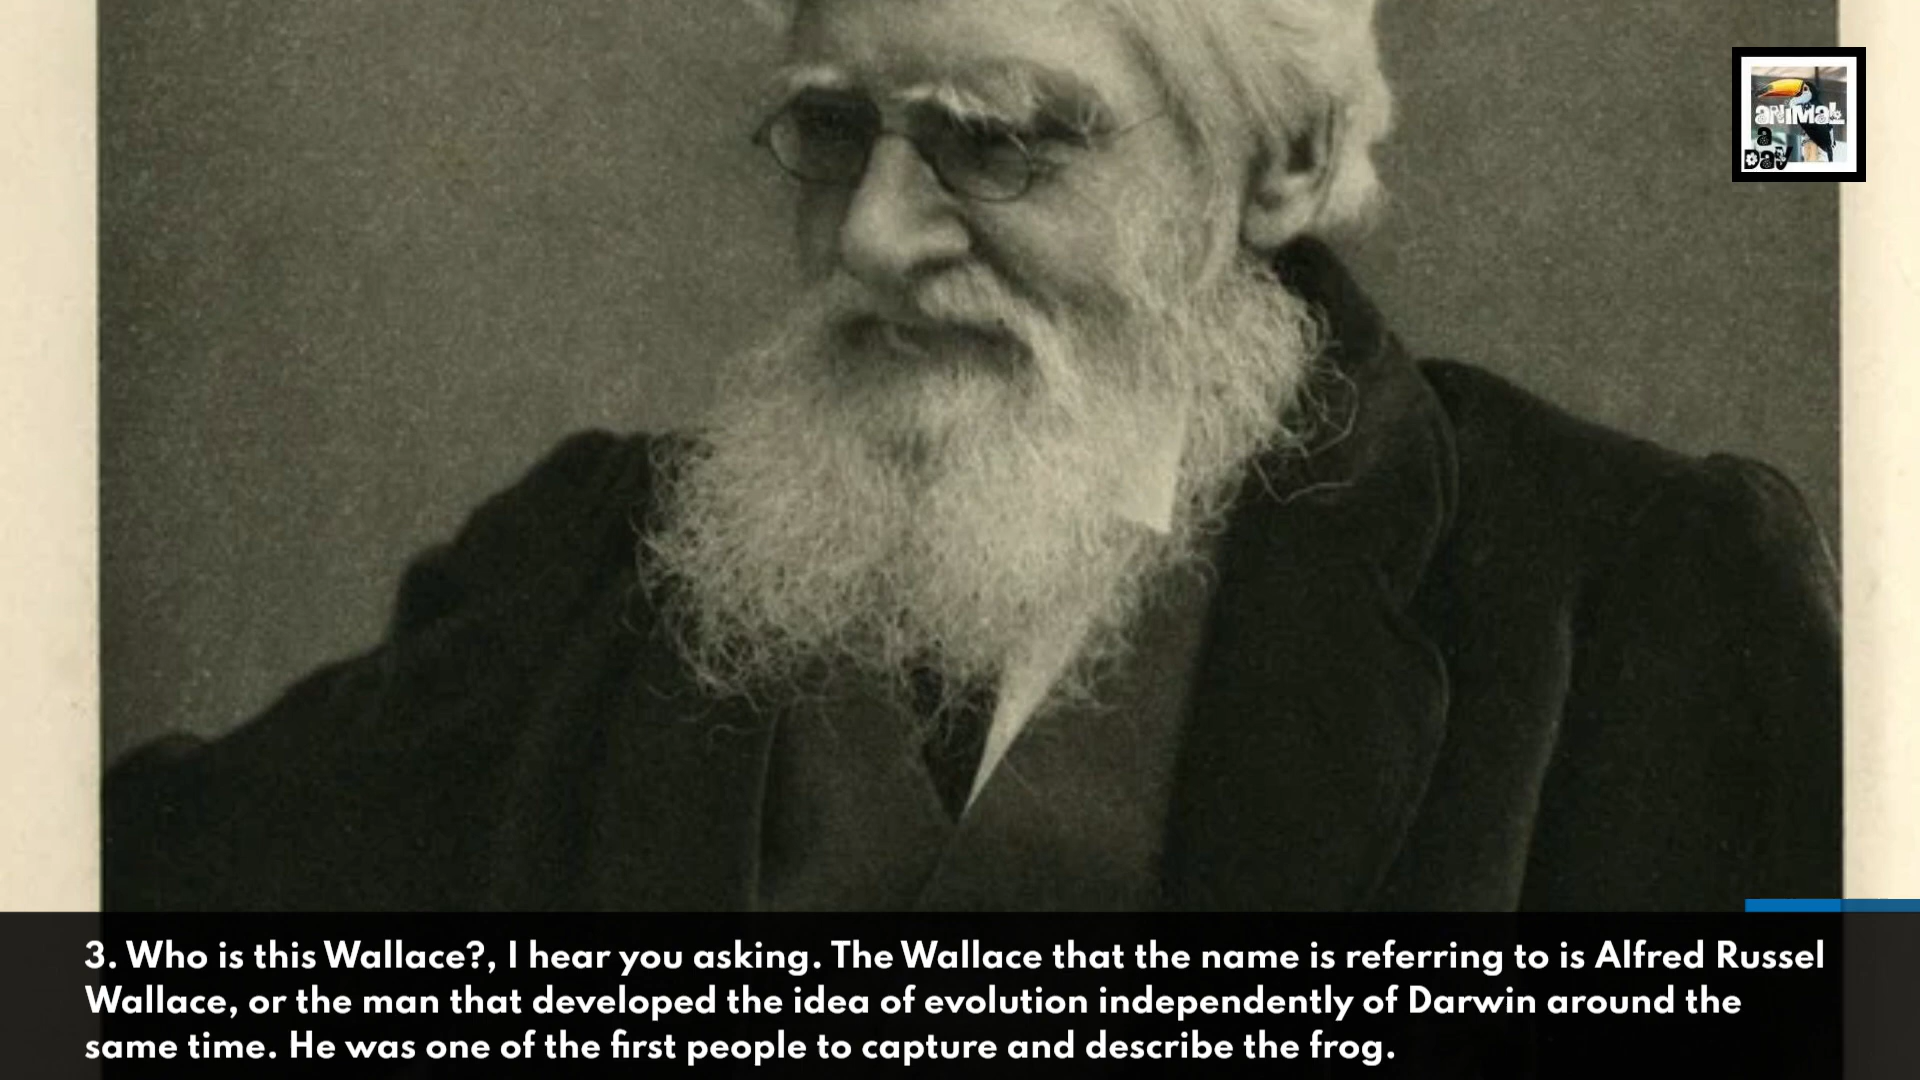 aNiMaL
a
Day
3. Who is this Wallace?, I hear you asking. The Wallace that the name is referring to is Alfred Russel
Wallace, or the man that developed the idea of evolution independently of Darwin around the
same time. He was one of the first people to capture and describe the frog.